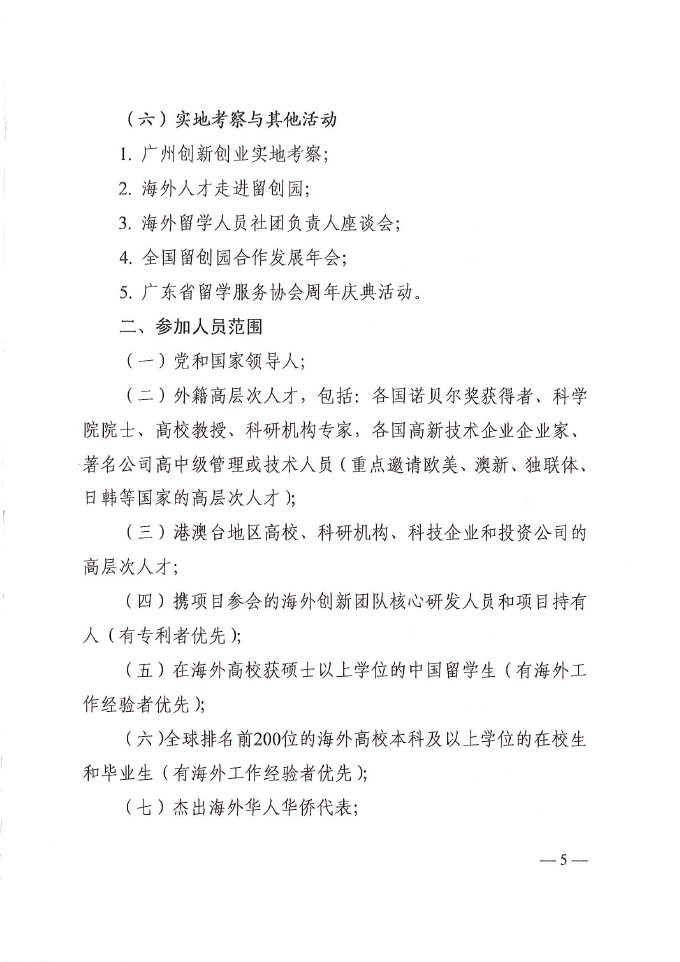 （六）实地考察与其他活动
1. 广州创新创业实地考察；
2. 海外人才走进留创园；
3. 海外留学人员社团负责人座谈会；
4. 全国留创园合作发展年会；
5. 广东省留学服务协会周年庆典活动。
二、参加人员范围
（一）党和国家领导人；
（二）外籍高层次人才，包括：各国诺贝尔奖获得者、科学
院院士、高校教授、科研机构专家，各国高新技术企业企业家、
著名公司高中级管理或技术人员（重点邀请欧美、澳新、独联体、
日韩等国家的高层次人才）；
（三）港澳台地区高校、科研机构、科技企业和投资公司的
高层次人才；
（四）携项目参会的海外创新团队核心研发人员和项目持有
人（有专利者优先）；
（五）在海外高校获硕士以上学位的中国留学生（有海外工
作经验者优先）；
（六）全球排名前200位的海外高校本科及以上学位的在校生
和毕业生（有海外工作经验者优先）；
（七）杰出海外华人华侨代表；
— 5 —